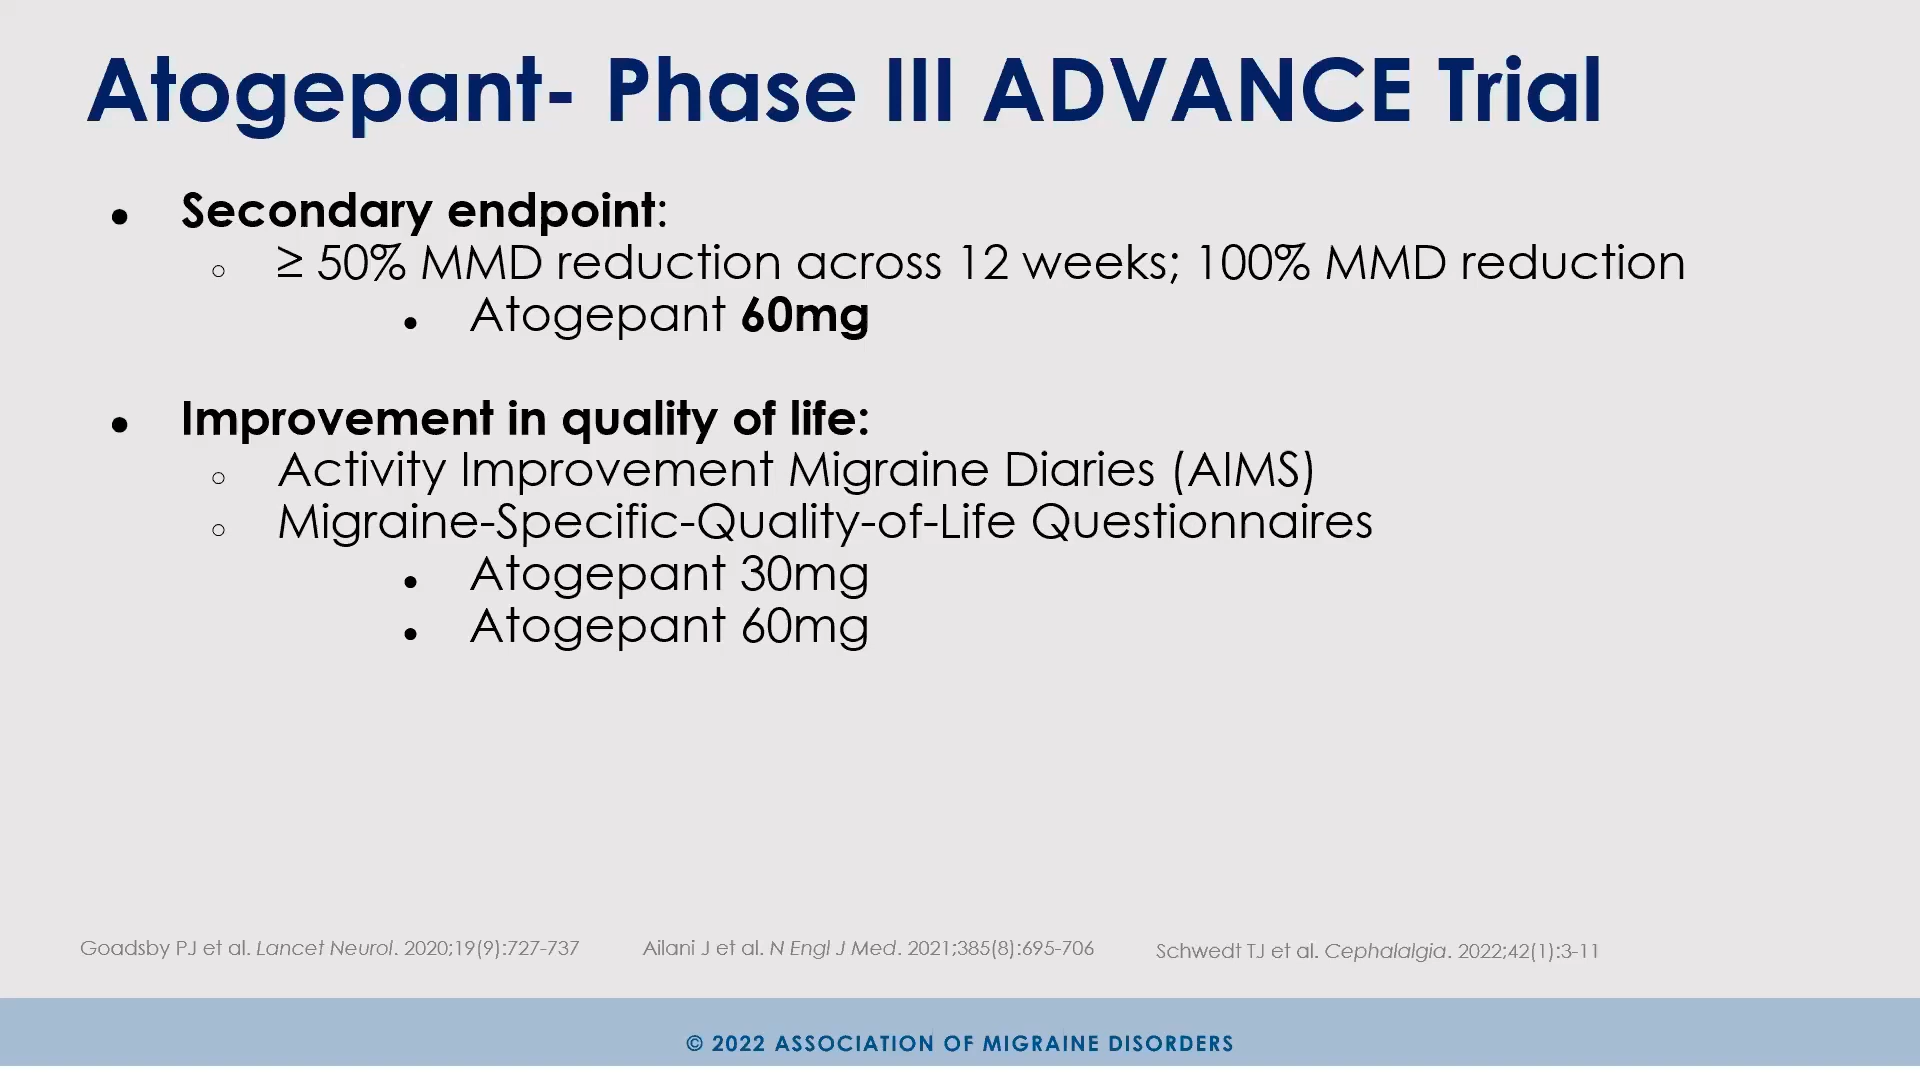 Atogepant- Phase III ADVANCE Trial
● Secondary endpoint:
○ ≥ 50% MMD reduction across 12 weeks; 100% MMD reduction
● Atogepant 60mg
● Improvement in quality of life:
○ Activity Improvement Migraine Diaries (AIMS)
○ Migraine-Specific-Quality-of-Life Questionnaires
● Atogepant 30mg
● Atogepant 60mg
Goadsby PJ et al. Lancet Neurol. 2020;19(9):727-737
Ailani J et al. N Engl J Med. 2021;385(8):695-706
Schwedt TJ et al. Cephalalgia. 2022;42(1):3-11
© 2022 ASSOCIATION OF MIGRAINE DISORDERS